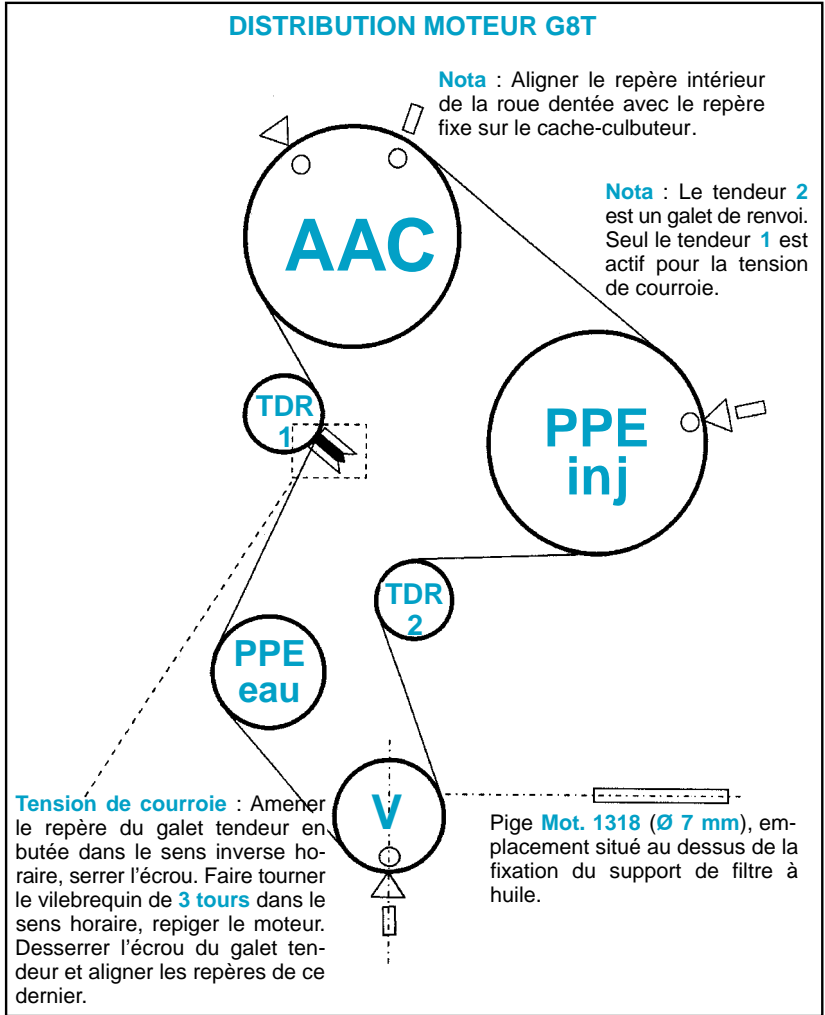 DISTRIBUTION MOTEUR G8T
Nota : Aligner le repère intérieur
de la roue dentée avec le repère
fixe sur le cache-culbuteur.
Nota : Le tendeur 2
est un galet de renvoi.
Seul le tendeur 1 est
actif pour la tension
de courroie.
AAC
TDR
1
PPE
inj
TDR
2
PPE
eau
V
Tension de courroie : Amener
le repère du galet tendeur en
butée dans le sens inverse ho-
raire, serrer l'écrou. Faire tourner
le vilebrequin de 3 tours dans le
sens horaire, repiger le moteur.
Desserrer l'écrou du galet ten-
deur et aligner les repères de ce
dernier.
Pige Mot. 1318 (Ø 7 mm), em-
placement situé au dessus de la
fixation du support de filtre à
huile.